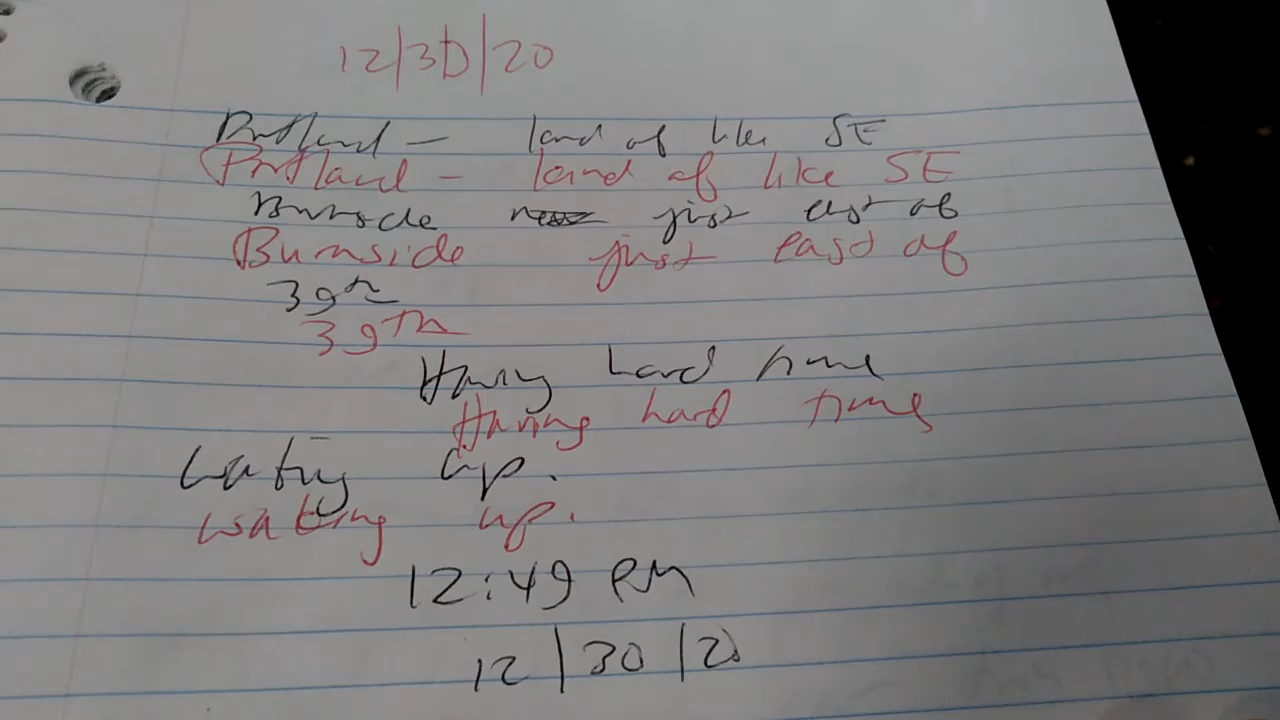 12/30/20
Portland - land of like SE
Portland - land of like SE
Burnside just east of
Burnside just east of
39th
39th
Having hard time
Having hard time
waking up.
waking up.
12:49 PM
12/30/20